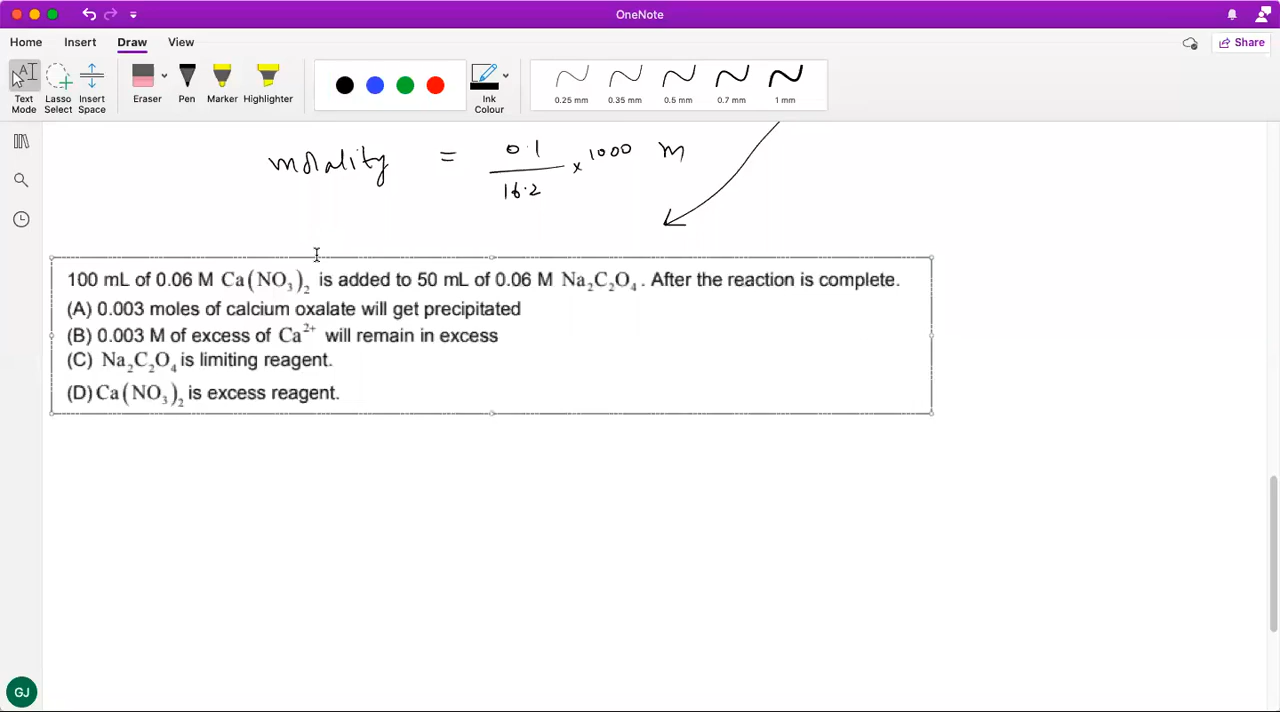 OneNote
Home Insert Draw View Share
Text Mode Lasso Select Insert Space Eraser Pen Marker Highlighter Ink Colour 0.25 mm 0.35 mm 0.5 mm 0.7 mm 1 mm
molality = 0.1 / 16.2 × 1000 m
100 mL of 0.06 M Ca(NO₃)₂ is added to 50 mL of 0.06 M Na₂C₂O₄. After the reaction is complete.
(A) 0.003 moles of calcium oxalate will get precipitated
(B) 0.003 M of excess of Ca²⁺ will remain in excess
(C) Na₂C₂O₄ is limiting reagent.
(D) Ca(NO₃)₂ is excess reagent.
GJ